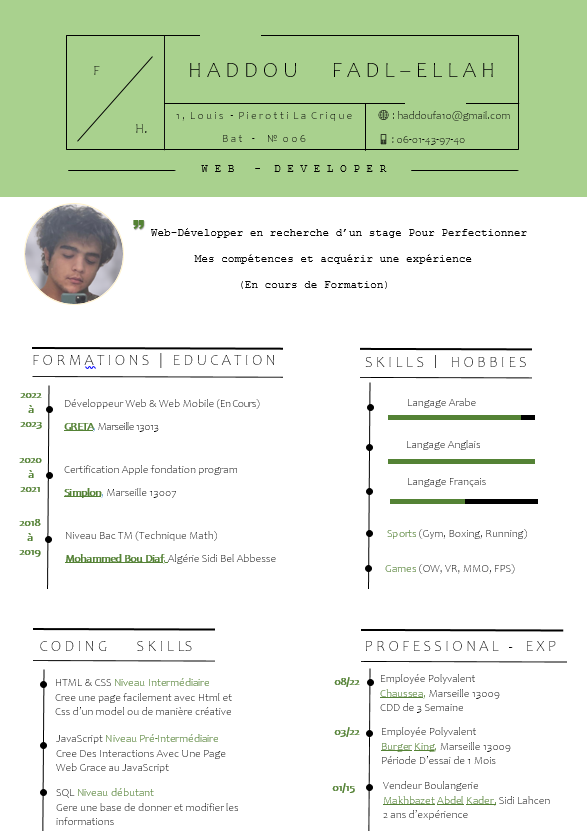 F
H.
HADDOU FADL-ELLAH
1, Louis - Pierotti La Crique
Bat - № 006
: haddoufa10@gmail.com
: 06-01-43-97-40
WEB - DEVELOPER
❞ Web-Développer en recherche d’un stage Pour Perfectionner
Mes compétences et acquérir une expérience
(En cours de Formation)
FORMATIONS | EDUCATION
2022
à
2023
Développeur Web & Web Mobile (En Cours)
GRETA, Marseille 13013
2020
à
2021
Certification Apple fondation program
Simplon, Marseille 13007
2018
à
2019
Niveau Bac TM (Technique Math)
Mohammed Bou Diaf, Algérie Sidi Bel Abbesse
SKILLS | HOBBIES
Langage Arabe
Langage Anglais
Langage Français
Sports (Gym, Boxing, Running)
Games (OW, VR, MMO, FPS)
CODING SKILLS
HTML & CSS Niveau Intermédiaire
Cree une page facilement avec Html et
Css d’un model ou de manière créative
JavaScript Niveau Pré-Intermédiaire
Cree Des Interactions Avec Une Page
Web Grace au JavaScript
SQL Niveau débutant
Gere une base de donner et modifier les
informations
PROFESSIONAL - EXP
08/22
Employée Polyvalent
Chaussea, Marseille 13009
CDD de 3 Semaine
03/22
Employée Polyvalent
Burger King, Marseille 13009
Période D’essai de 1 Mois
01/15
Vendeur Boulangerie
Makhbazet Abdel Kader, Sidi Lahcen
2 ans d’expérience